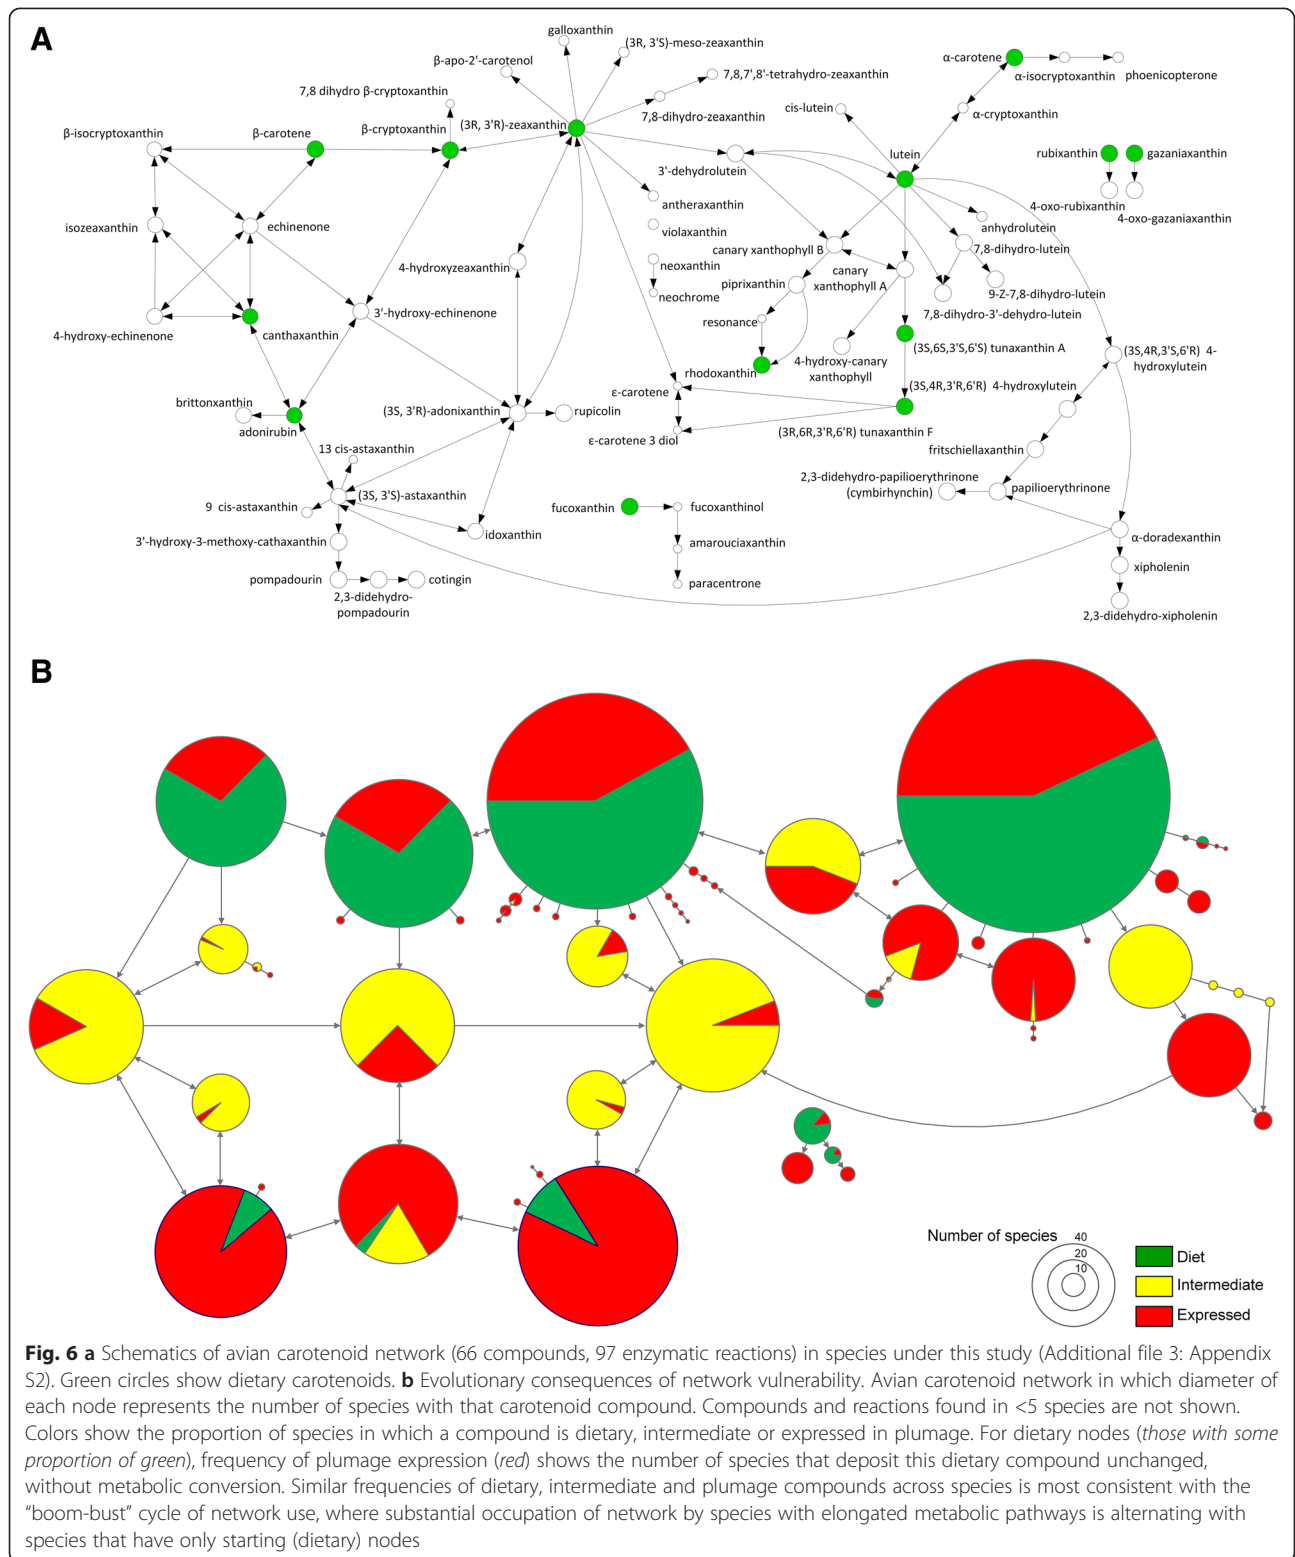 A
galloxanthin
(3R, 3'S)-meso-zeaxanthin
β-apo-2'-carotenol
7,8,7',8'-tetrahydro-zeaxanthin
α-carotene
α-isocryptoxanthin
phoenicopterone
7,8 dihydro β-cryptoxanthin
7,8-dihydro-zeaxanthin
cis-lutein
α-cryptoxanthin
β-isocryptoxanthin
β-carotene
β-cryptoxanthin
(3R, 3'R)-zeaxanthin
lutein
rubixanthin
gazaniaxanthin
3'-dehydrolutein
antheraxanthin
4-oxo-rubixanthin
4-oxo-gazaniaxanthin
isozeaxanthin
echinenone
violaxanthin
anhydrolutein
canary xanthophyll B
7,8-dihydro-lutein
4-hydroxyzeaxanthin
neoxanthin
canary
xanthophyll A
piprixanthin
neochrome
9-Z-7,8-dihydro-lutein
7,8-dihydro-3'-dehydro-lutein
4-hydroxy-echinenone
canthaxanthin
3'-hydroxy-echinenone
resonance
(3S,6S,3'S,6'S) tunaxanthin A
(3S,4R,3'S,6'R) 4-
hydroxylutein
4-hydroxy-canary
xanthophyll
rhodoxanthin
ε-carotene
(3S,4R,3'R,6'R) 4-hydroxylutein
brittonxanthin
adonirubin
(3S, 3'R)-adonixanthin
rupicolin
ε-carotene 3 diol
(3R,6R,3'R,6'R) tunaxanthin F
13 cis-astaxanthin
fritschiellaxanthin
(3S, 3'S)-astaxanthin
2,3-didehydro-papilioerythrinone
(cymbirhynchin)
papilioerythrinone
9 cis-astaxanthin
fucoxanthin
fucoxanthinol
idoxanthin
3'-hydroxy-3-methoxy-cathaxanthin
amarouciaxanthin
α-doradexanthin
xipholenin
pompadourin
cotingin
paracentrone
2,3-didehydro-
pompadourin
2,3-didehydro-xipholenin
B
Number of species
40
20
10
Diet
Intermediate
Expressed
Fig. 6 a Schematics of avian carotenoid network (66 compounds, 97 enzymatic reactions) in species under this study (Additional file 3: Appendix
S2). Green circles show dietary carotenoids. b Evolutionary consequences of network vulnerability. Avian carotenoid network in which diameter of
each node represents the number of species with that carotenoid compound. Compounds and reactions found in <5 species are not shown.
Colors show the proportion of species in which a compound is dietary, intermediate or expressed in plumage. For dietary nodes (those with some
proportion of green), frequency of plumage expression (red) shows the number of species that deposit this dietary compound unchanged,
without metabolic conversion. Similar frequencies of dietary, intermediate and plumage compounds across species is most consistent with the
“boom-bust” cycle of network use, where substantial occupation of network by species with elongated metabolic pathways is alternating with
species that have only starting (dietary) nodes